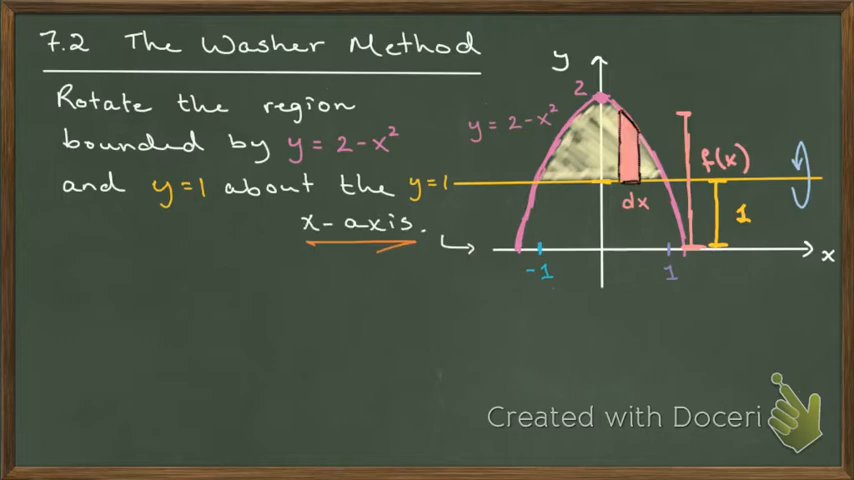 7.2 The Washer Method
Rotate the region
bounded by y = 2 - x²
and y=1 about the
x-axis.
y
2
y = 2 - x²
f(x)
y=1
dx
1
x
-1
1
Created with Doceri